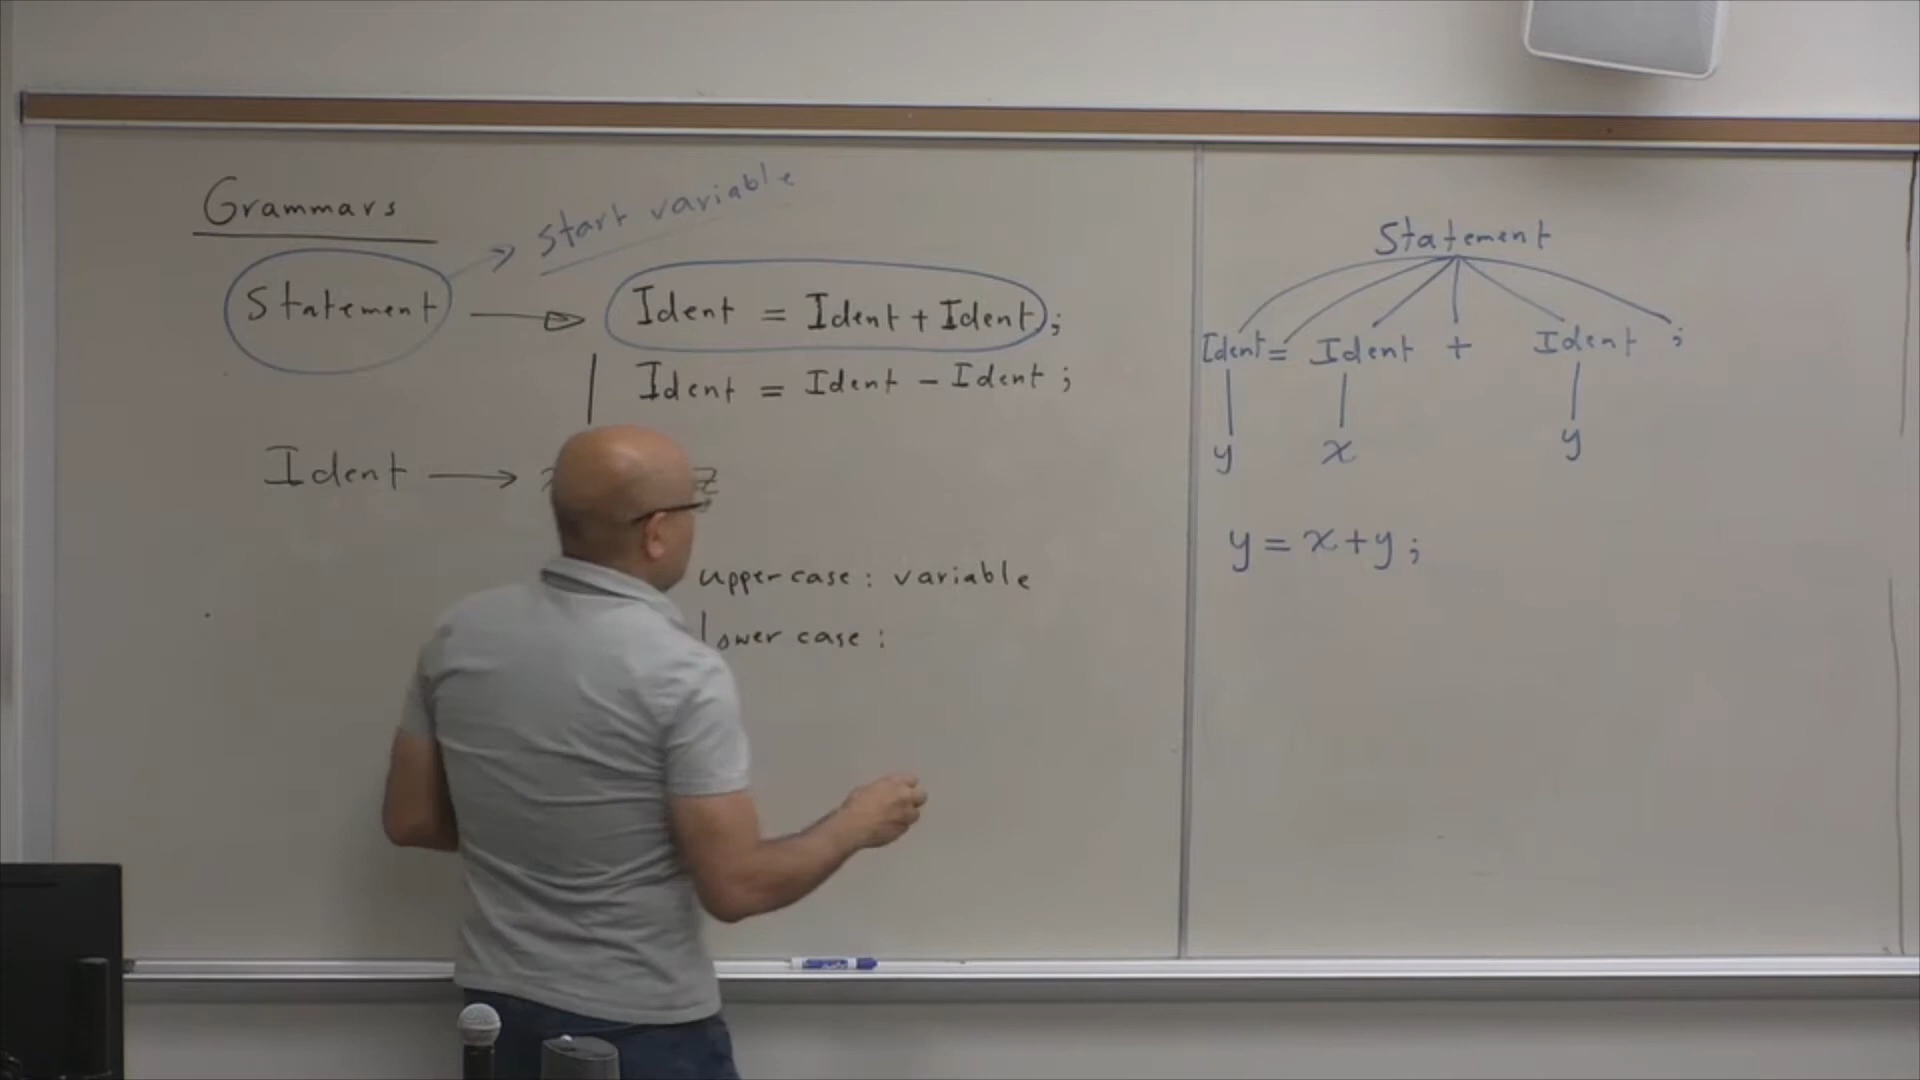 Grammars
start variable
Statement → Ident = Ident + Ident ;
| Ident = Ident - Ident ;
Ident → z
upper case : variable
lower case :
Statement
Ident = Ident + Ident ;
y x y
y = x + y ;